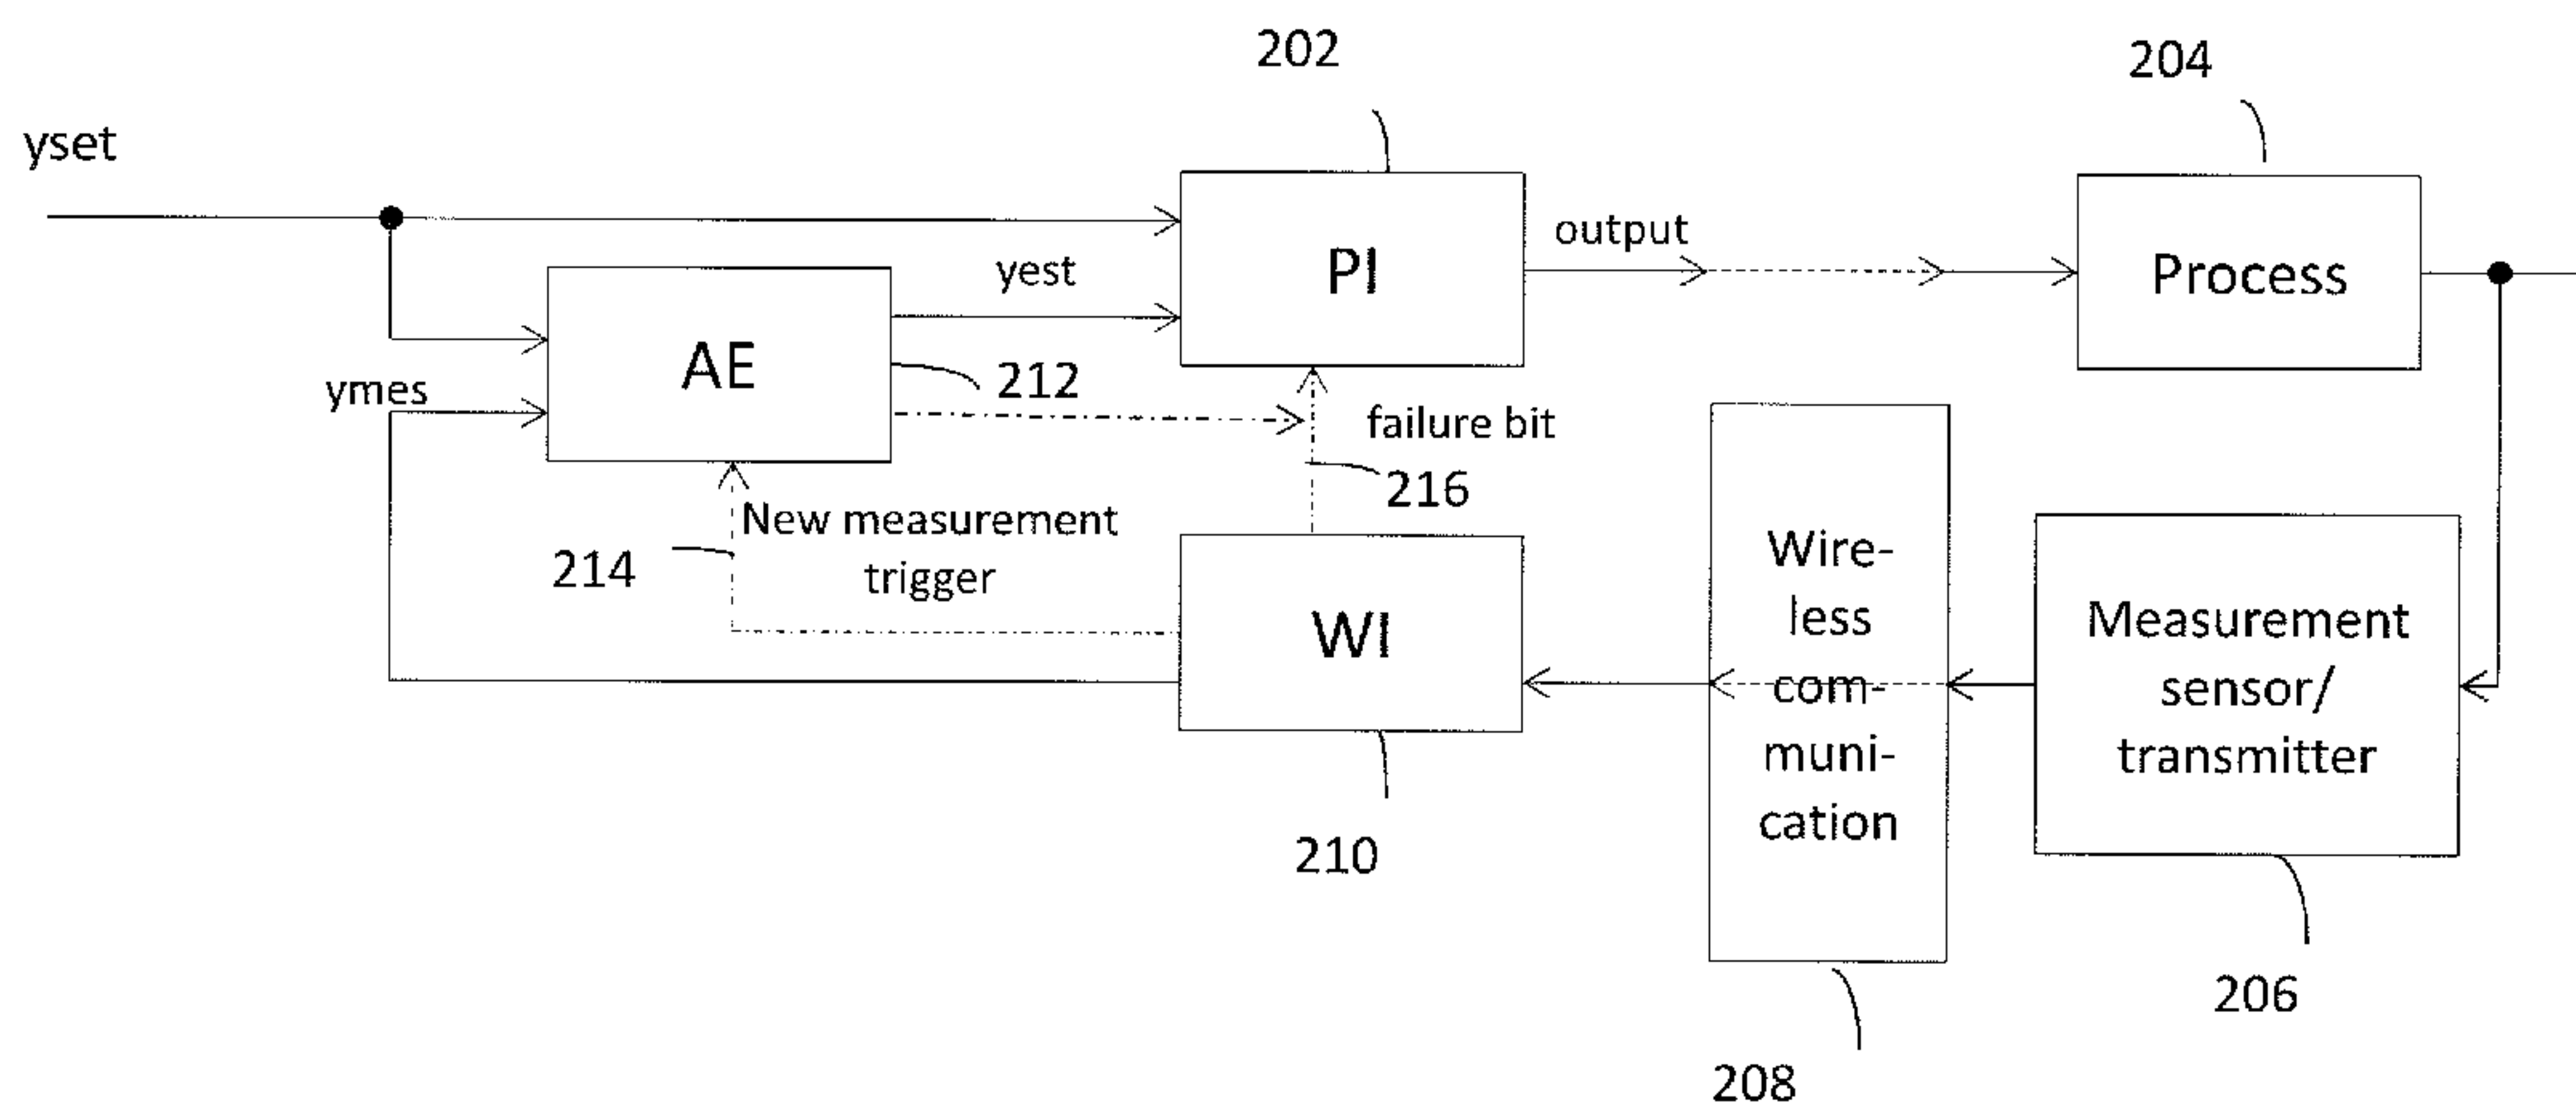 202
204
yset
PI
output
Process
yest
AE
212
ymes
failure bit
216
New measurement
trigger
214
WI
210
Wire-
less
com-
muni-
cation
208
Measurement
sensor/
transmitter
206